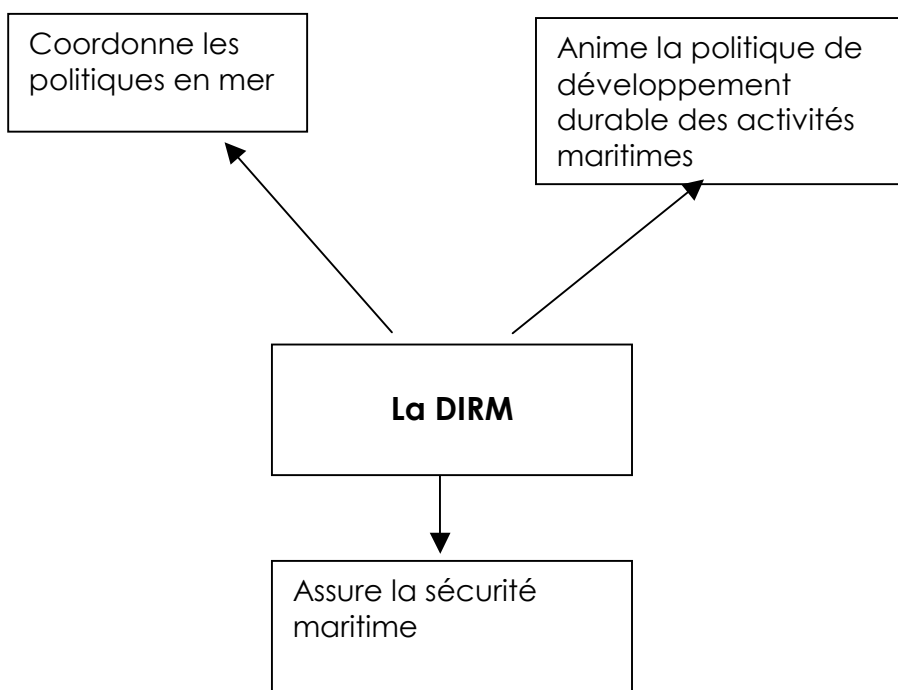 Coordonne les
politiques en mer
Anime la politique de
développement
durable des activités
maritimes
La DIRM
Assure la sécurité
maritime